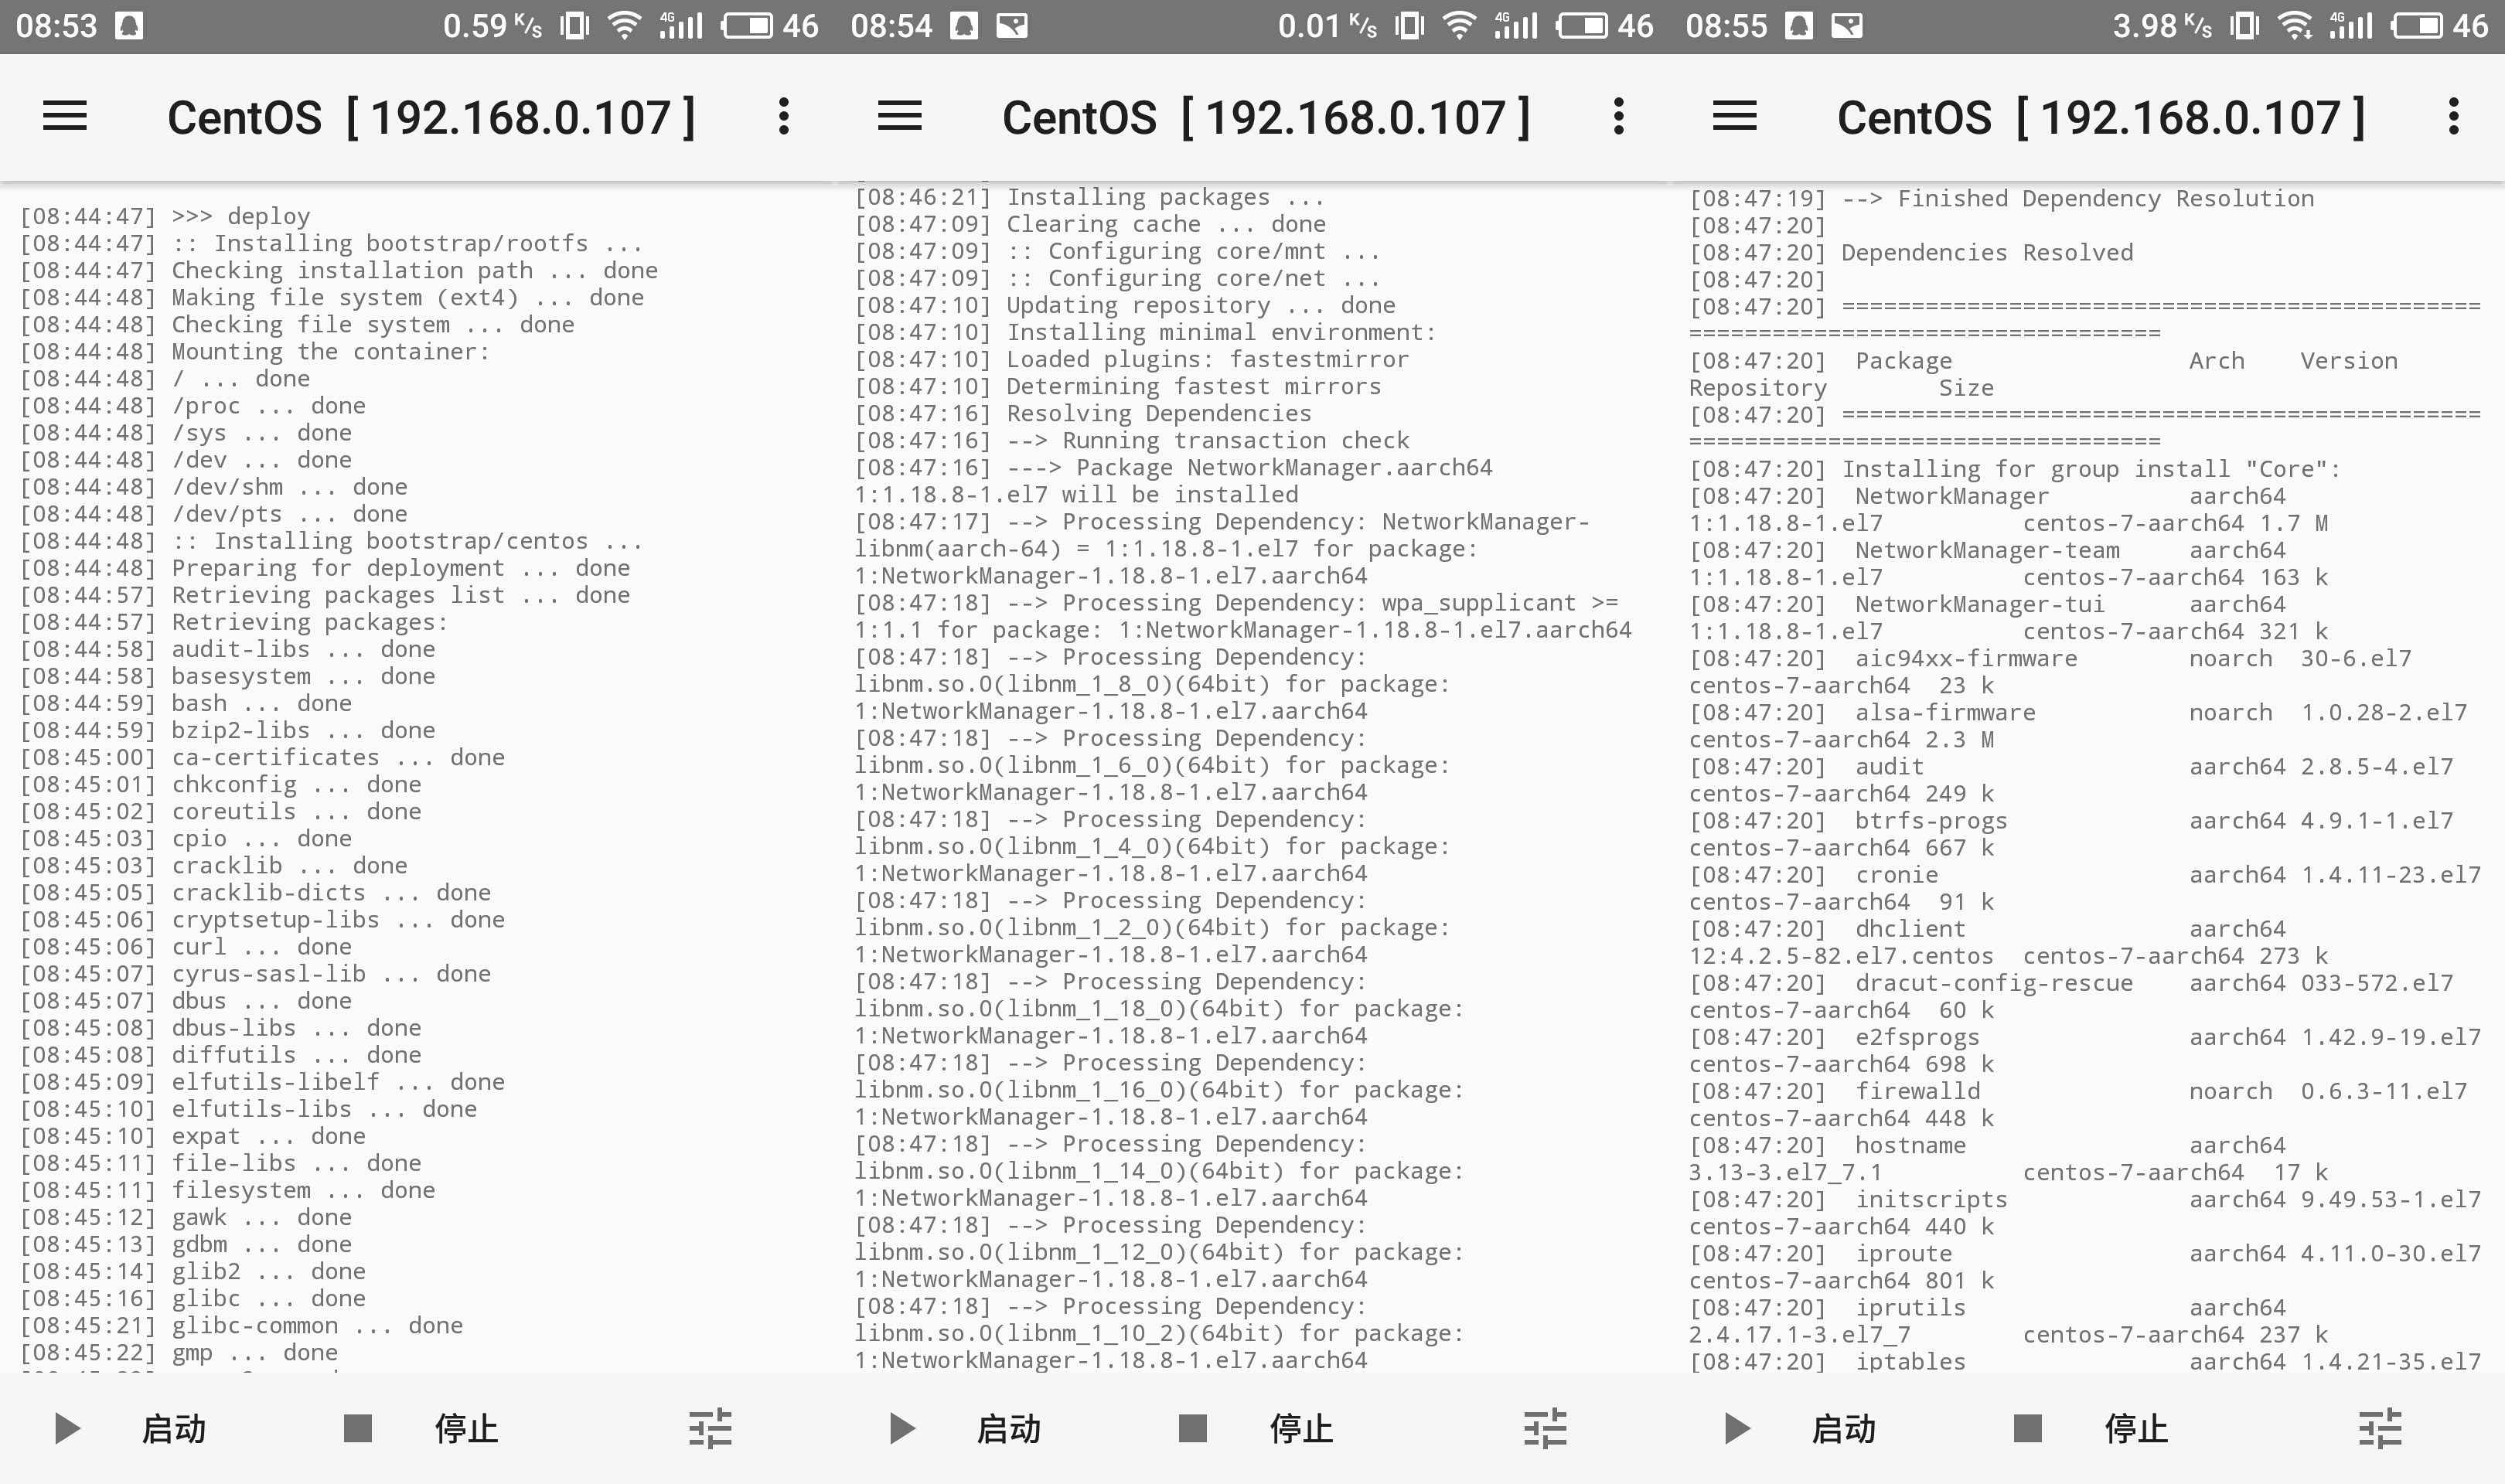 08:53 0.59 K/s 4G 46
CentOS [ 192.168.0.107 ]
[08:44:47] >>> deploy
[08:44:47] :: Installing bootstrap/rootfs ...
[08:44:47] Checking installation path ... done
[08:44:48] Making file system (ext4) ... done
[08:44:48] Checking file system ... done
[08:44:48] Mounting the container:
[08:44:48] / ... done
[08:44:48] /proc ... done
[08:44:48] /sys ... done
[08:44:48] /dev ... done
[08:44:48] /dev/shm ... done
[08:44:48] /dev/pts ... done
[08:44:48] :: Installing bootstrap/centos ...
[08:44:48] Preparing for deployment ... done
[08:44:57] Retrieving packages list ... done
[08:44:57] Retrieving packages:
[08:44:58] audit-libs ... done
[08:44:58] basesystem ... done
[08:44:59] bash ... done
[08:44:59] bzip2-libs ... done
[08:45:00] ca-certificates ... done
[08:45:01] chkconfig ... done
[08:45:02] coreutils ... done
[08:45:03] cpio ... done
[08:45:03] cracklib ... done
[08:45:05] cracklib-dicts ... done
[08:45:06] cryptsetup-libs ... done
[08:45:06] curl ... done
[08:45:07] cyrus-sasl-lib ... done
[08:45:07] dbus ... done
[08:45:08] dbus-libs ... done
[08:45:08] diffutils ... done
[08:45:09] elfutils-libelf ... done
[08:45:10] elfutils-libs ... done
[08:45:10] expat ... done
[08:45:11] file-libs ... done
[08:45:11] filesystem ... done
[08:45:12] gawk ... done
[08:45:13] gdbm ... done
[08:45:14] glib2 ... done
[08:45:16] glibc ... done
[08:45:21] glibc-common ... done
[08:45:22] gmp ... done
启动 停止
08:54 0.01 K/s 4G 46
CentOS [ 192.168.0.107 ]
[08:46:21] Installing packages ...
[08:47:09] Clearing cache ... done
[08:47:09] :: Configuring core/mnt ...
[08:47:09] :: Configuring core/net ...
[08:47:10] Updating repository ... done
[08:47:10] Installing minimal environment:
[08:47:10] Loaded plugins: fastestmirror
[08:47:10] Determining fastest mirrors
[08:47:16] Resolving Dependencies
[08:47:16] --> Running transaction check
[08:47:16] ---> Package NetworkManager.aarch64
1:1.18.8-1.el7 will be installed
[08:47:17] --> Processing Dependency: NetworkManager-
libnm(aarch-64) = 1:1.18.8-1.el7 for package:
1:NetworkManager-1.18.8-1.el7.aarch64
[08:47:18] --> Processing Dependency: wpa_supplicant >=
1:1.1 for package: 1:NetworkManager-1.18.8-1.el7.aarch64
[08:47:18] --> Processing Dependency:
libnm.so.0(libnm_1_8_0)(64bit) for package:
1:NetworkManager-1.18.8-1.el7.aarch64
[08:47:18] --> Processing Dependency:
libnm.so.0(libnm_1_6_0)(64bit) for package:
1:NetworkManager-1.18.8-1.el7.aarch64
[08:47:18] --> Processing Dependency:
libnm.so.0(libnm_1_4_0)(64bit) for package:
1:NetworkManager-1.18.8-1.el7.aarch64
[08:47:18] --> Processing Dependency:
libnm.so.0(libnm_1_2_0)(64bit) for package:
1:NetworkManager-1.18.8-1.el7.aarch64
[08:47:18] --> Processing Dependency:
libnm.so.0(libnm_1_18_0)(64bit) for package:
1:NetworkManager-1.18.8-1.el7.aarch64
[08:47:18] --> Processing Dependency:
libnm.so.0(libnm_1_16_0)(64bit) for package:
1:NetworkManager-1.18.8-1.el7.aarch64
[08:47:18] --> Processing Dependency:
libnm.so.0(libnm_1_14_0)(64bit) for package:
1:NetworkManager-1.18.8-1.el7.aarch64
[08:47:18] --> Processing Dependency:
libnm.so.0(libnm_1_12_0)(64bit) for package:
1:NetworkManager-1.18.8-1.el7.aarch64
[08:47:18] --> Processing Dependency:
libnm.so.0(libnm_1_10_2)(64bit) for package:
1:NetworkManager-1.18.8-1.el7.aarch64
启动 停止
08:55 3.98 K/s 4G 46
CentOS [ 192.168.0.107 ]
[08:47:19] --> Finished Dependency Resolution
[08:47:20]
[08:47:20] Dependencies Resolved
[08:47:20]
[08:47:20] ==============================================
==================================
[08:47:20] Package Arch Version
Repository Size
[08:47:20] ==============================================
==================================
[08:47:20] Installing for group install "Core":
[08:47:20] NetworkManager aarch64
1:1.18.8-1.el7 centos-7-aarch64 1.7 M
[08:47:20] NetworkManager-team aarch64
1:1.18.8-1.el7 centos-7-aarch64 163 k
[08:47:20] NetworkManager-tui aarch64
1:1.18.8-1.el7 centos-7-aarch64 321 k
[08:47:20] aic94xx-firmware noarch 30-6.el7
centos-7-aarch64 23 k
[08:47:20] alsa-firmware noarch 1.0.28-2.el7
centos-7-aarch64 2.3 M
[08:47:20] audit aarch64 2.8.5-4.el7
centos-7-aarch64 249 k
[08:47:20] btrfs-progs aarch64 4.9.1-1.el7
centos-7-aarch64 667 k
[08:47:20] cronie aarch64 1.4.11-23.el7
centos-7-aarch64 91 k
[08:47:20] dhclient aarch64
12:4.2.5-82.el7.centos centos-7-aarch64 273 k
[08:47:20] dracut-config-rescue aarch64 033-572.el7
centos-7-aarch64 60 k
[08:47:20] e2fsprogs aarch64 1.42.9-19.el7
centos-7-aarch64 698 k
[08:47:20] firewalld noarch 0.6.3-11.el7
centos-7-aarch64 448 k
[08:47:20] hostname aarch64
3.13-3.el7_7.1 centos-7-aarch64 17 k
[08:47:20] initscripts aarch64 9.49.53-1.el7
centos-7-aarch64 440 k
[08:47:20] iproute aarch64 4.11.0-30.el7
centos-7-aarch64 801 k
[08:47:20] iprutils aarch64
2.4.17.1-3.el7_7 centos-7-aarch64 237 k
[08:47:20] iptables aarch64 1.4.21-35.el7
启动 停止